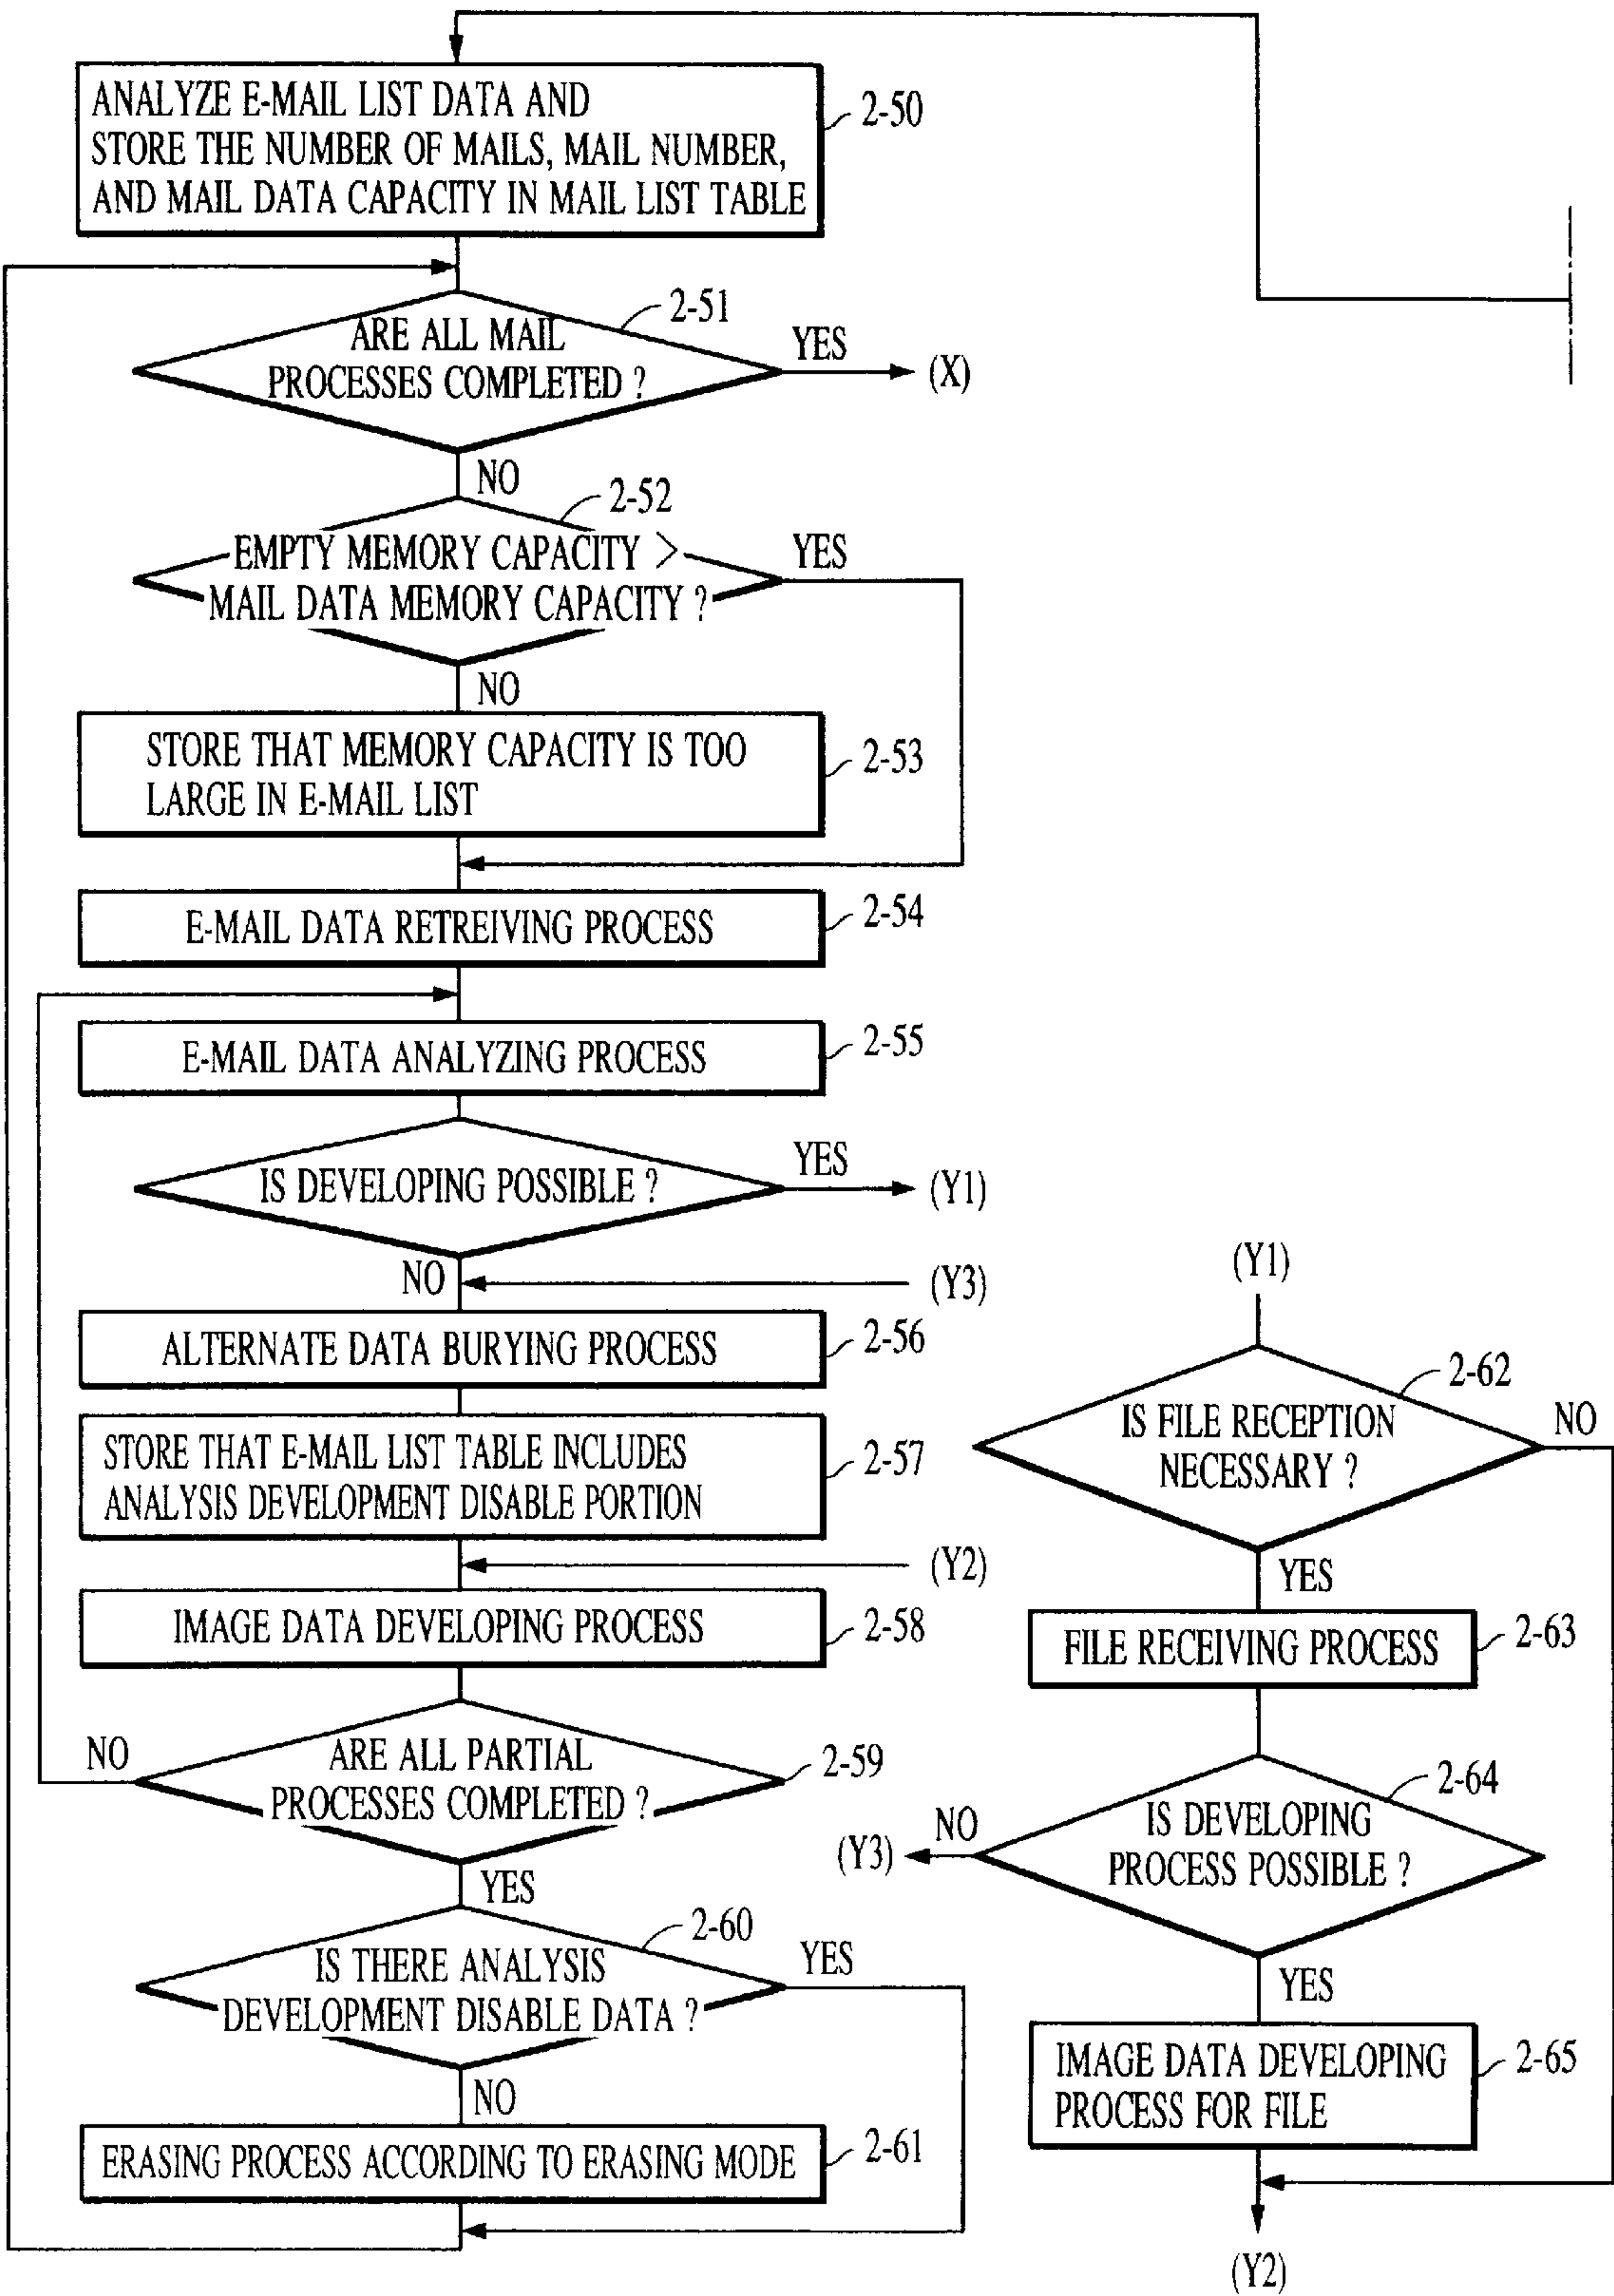 ANALYZE E-MAIL LIST DATA AND
STORE THE NUMBER OF MAILS, MAIL NUMBER,
AND MAIL DATA CAPACITY IN MAIL LIST TABLE
2-50
2-51
ARE ALL MAIL
PROCESSES COMPLETED ?
YES
(X)
NO
2-52
EMPTY MEMORY CAPACITY >
MAIL DATA MEMORY CAPACITY ?
YES
NO
STORE THAT MEMORY CAPACITY IS TOO
LARGE IN E-MAIL LIST
2-53
E-MAIL DATA RETREIVING PROCESS
2-54
E-MAIL DATA ANALYZING PROCESS
2-55
IS DEVELOPING POSSIBLE ?
YES
(Y1)
NO
(Y3)
ALTERNATE DATA BURYING PROCESS
2-56
STORE THAT E-MAIL LIST TABLE INCLUDES
ANALYSIS DEVELOPMENT DISABLE PORTION
2-57
(Y2)
IMAGE DATA DEVELOPING PROCESS
2-58
NO
ARE ALL PARTIAL
PROCESSES COMPLETED ?
2-59
YES
2-60
IS THERE ANALYSIS
DEVELOPMENT DISABLE DATA ?
YES
NO
ERASING PROCESS ACCORDING TO ERASING MODE
2-61
(Y1)
2-62
IS FILE RECEPTION
NECESSARY ?
NO
YES
FILE RECEIVING PROCESS
2-63
2-64
IS DEVELOPING
PROCESS POSSIBLE ?
NO
(Y3)
YES
IMAGE DATA DEVELOPING
PROCESS FOR FILE
2-65
(Y2)